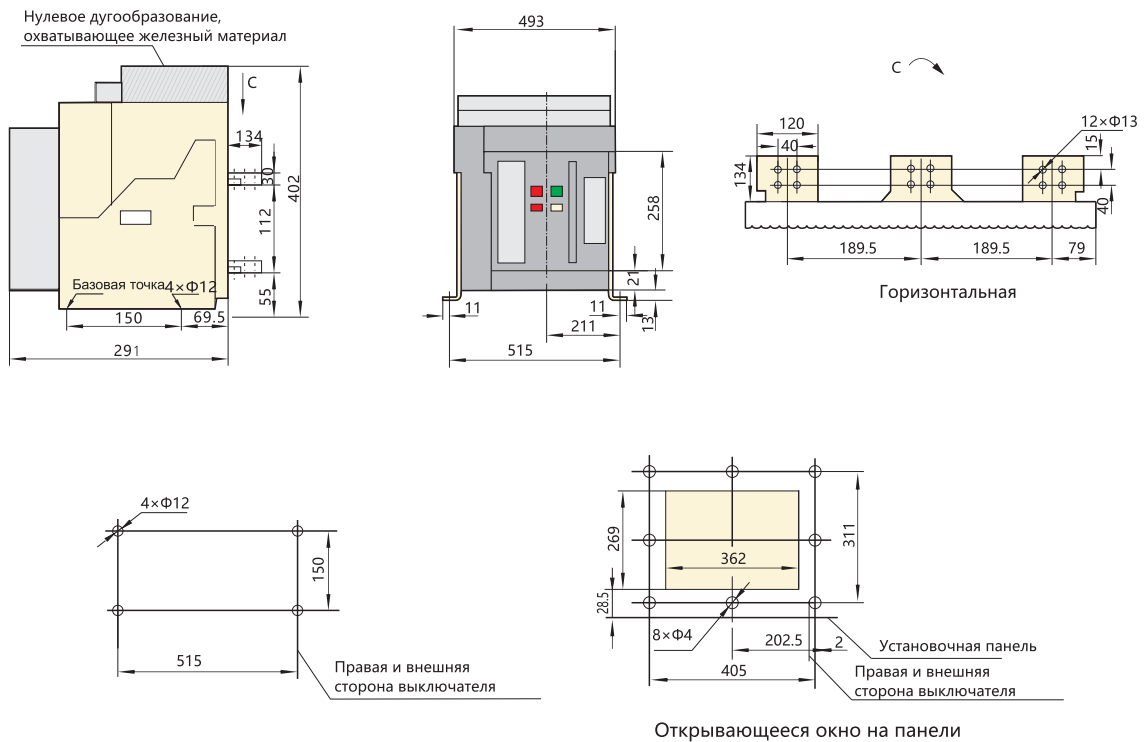 Нулевое дугообразование,
охватывающее железный материал
C
134
30
402
112
55
Базовая точка
4×Φ12
150
69.5
291
493
258
21
11
11
13
211
515
C
120
40
134
12×Φ13
15
40
189.5
189.5
79
Горизонтальная
4×Φ12
150
515
Правая и внешняя
сторона выключателя
269
362
311
28.5
8×Φ4
202.5
2
405
Установочная панель
Правая и внешняя
сторона выключателя
Открывающееся окно на панели